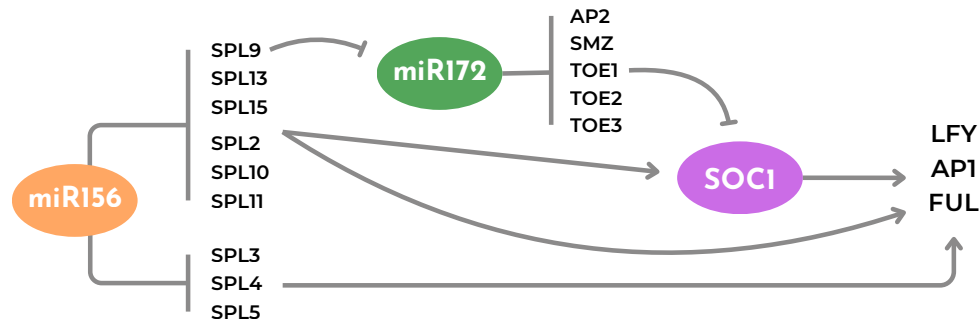 miR156
SPL9
SPL13
SPL15
SPL2
SPL10
SPL11
SPL3
SPL4
SPL5
miR172
AP2
SMZ
TOE1
TOE2
TOE3
SOC1
LFY
AP1
FUL